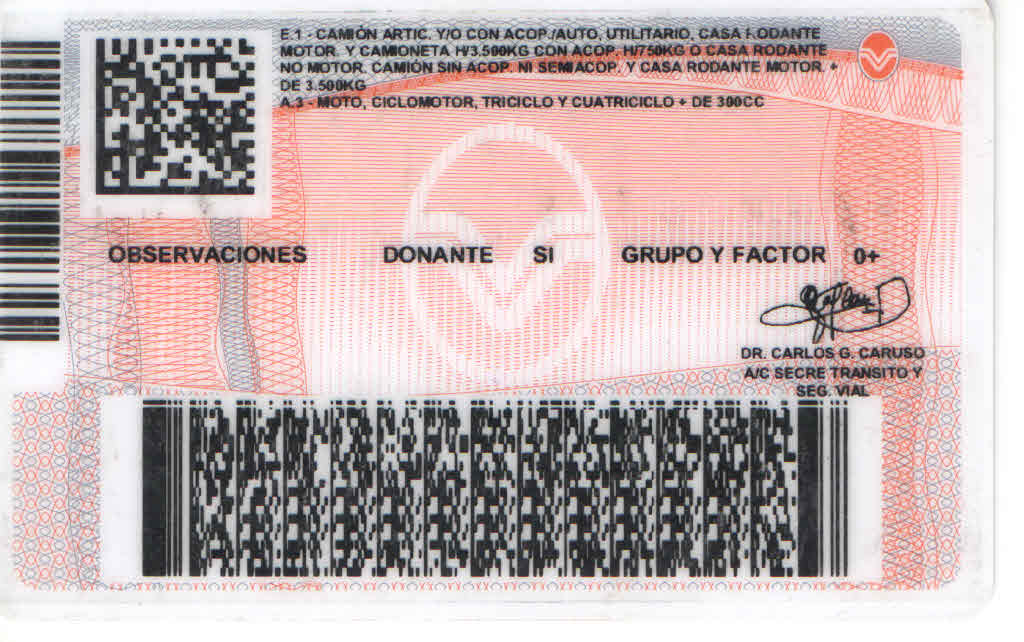 E.1 - CAMIÓN ARTIC. Y/O CON ACOP./AUTO, UTILITARIO, CASA RODANTE
MOTOR. Y CAMIONETA H/3.500KG CON ACOP. H/750KG O CASA RODANTE
NO MOTOR. CAMIÓN SIN ACOP. NI SEMIACOP. Y CASA RODANTE MOTOR. +
DE 3.500KG
A.3 - MOTO, CICLOMOTOR, TRICICLO Y CUATRICICLO + DE 300CC
OBSERVACIONES DONANTE SI GRUPO Y FACTOR 0+
DR. CARLOS G. CARUSO
A/C SECRE TRANSITO Y
SEG. VIAL